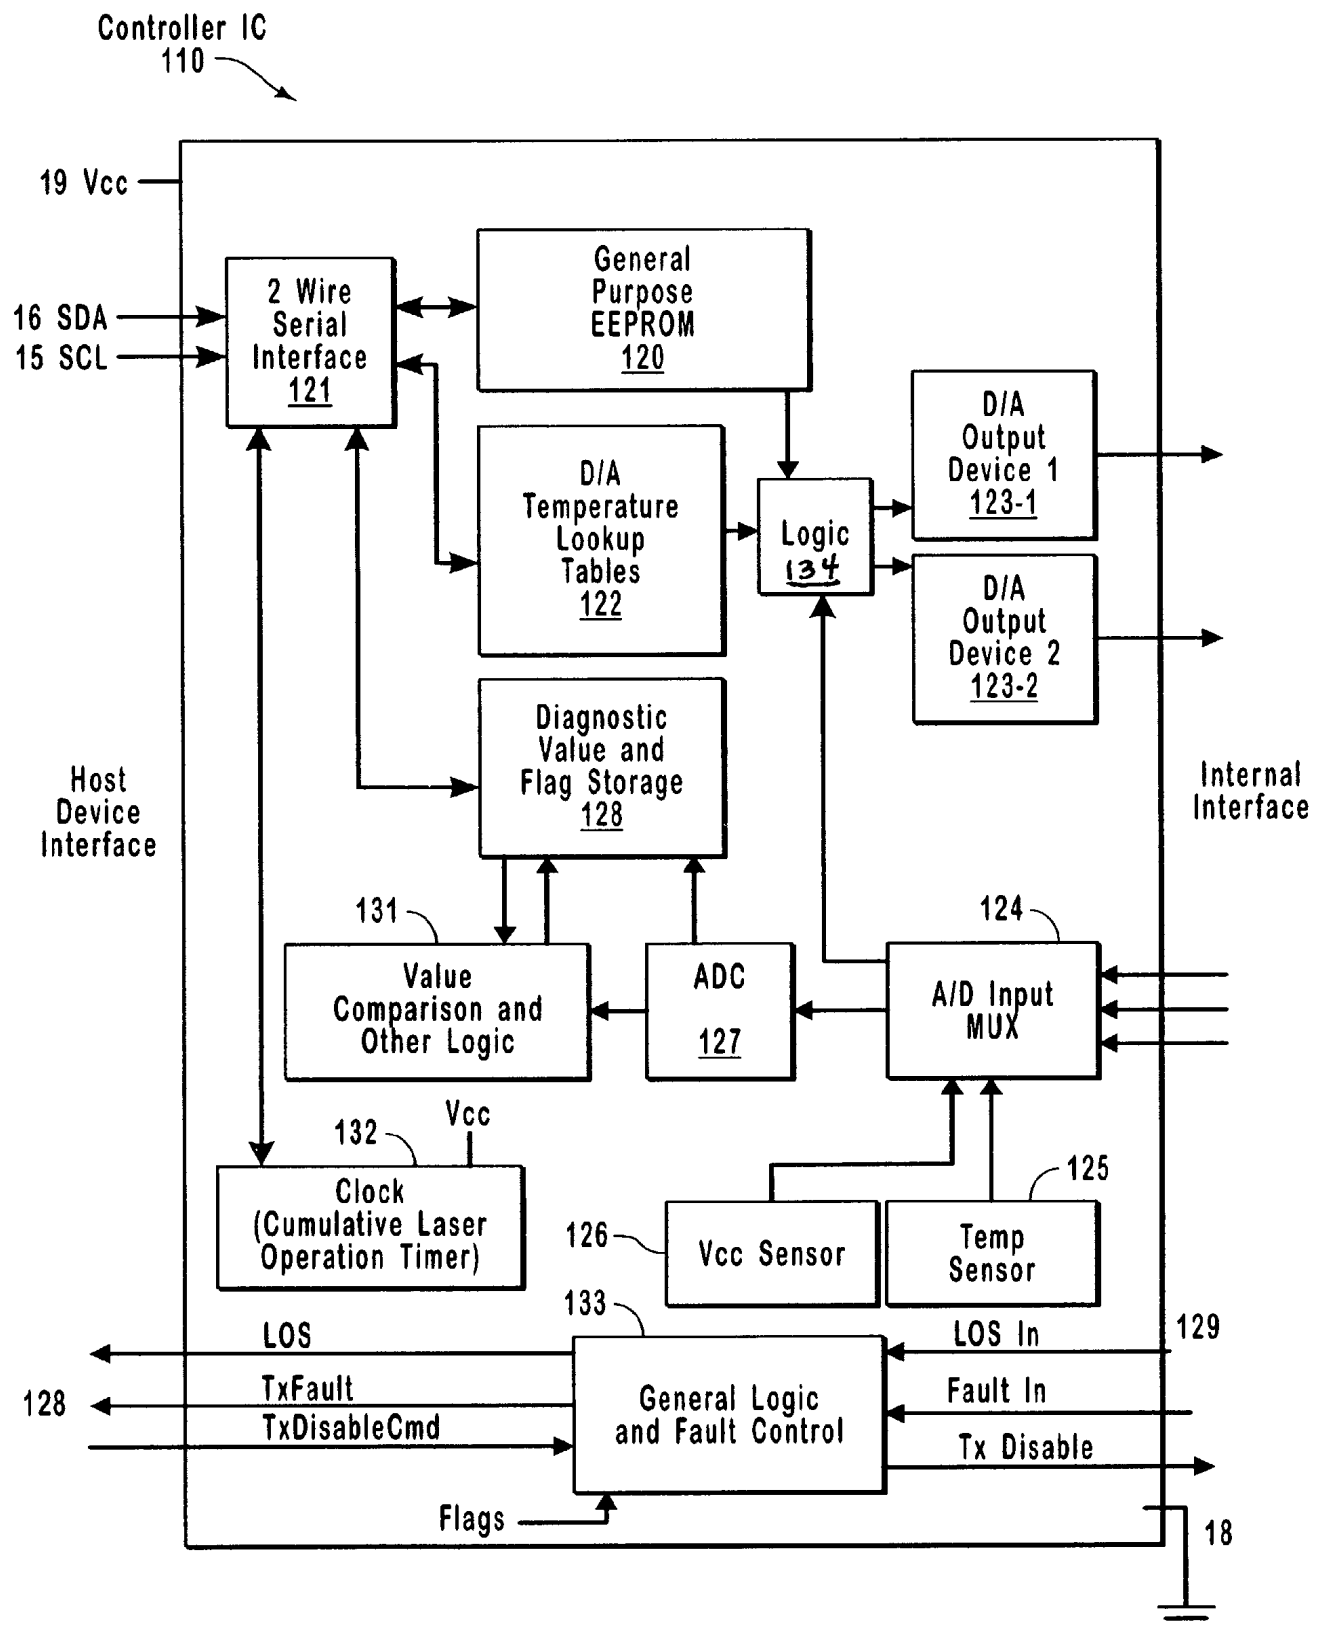 Controller IC
110
19 Vcc
16 SDA
15 SCL
2 Wire
Serial
Interface
121
General
Purpose
EEPROM
120
D/A
Temperature
Lookup
Tables
122
Logic
134
D/A
Output
Device 1
123-1
D/A
Output
Device 2
123-2
Diagnostic
Value and
Flag Storage
128
Host
Device
Interface
Internal
Interface
131
Value
Comparison and
Other Logic
ADC
127
124
A/D Input
MUX
Vcc
132
Clock
(Cumulative Laser
Operation Timer)
126
Vcc Sensor
125
Temp
Sensor
133
General Logic
and Fault Control
LOS
TxFault
TxDisableCmd
128
Flags
LOS In
129
Fault In
Tx Disable
18